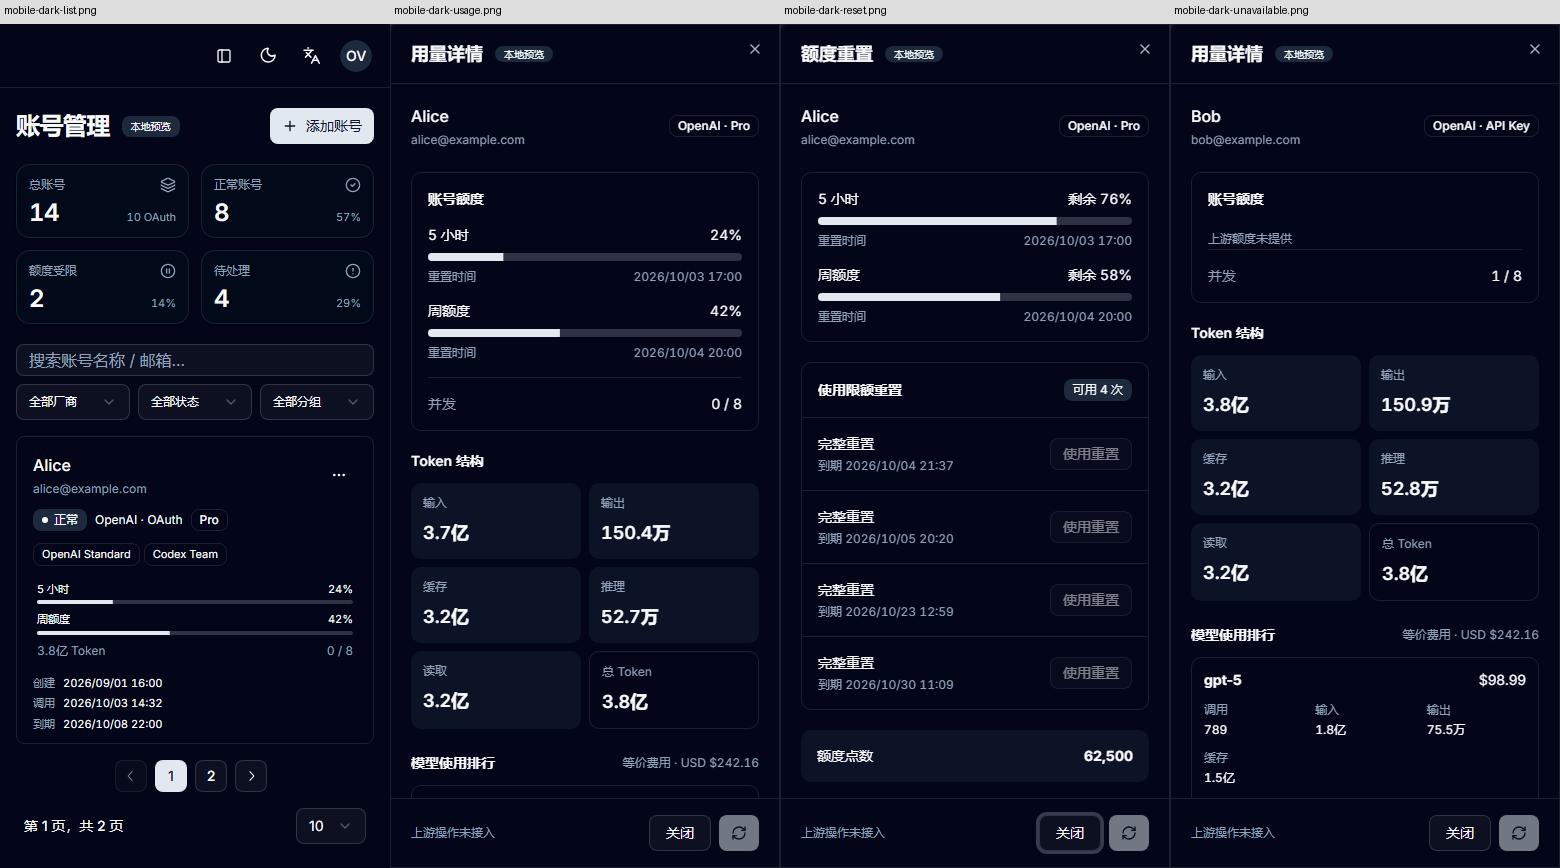 mobile-dark-list.png
OV
账号管理 本地预览
添加账号
总账号
14 10 OAuth
正常账号
8 57%
额度受限
2 14%
待处理
4 29%
搜索账号名称 / 邮箱...
全部厂商 全部状态 全部分组
Alice
alice@example.com
正常 OpenAI · OAuth Pro
OpenAI Standard Codex Team
5 小时 24%
周额度 42%
3.8亿 Token 0 / 8
创建 2026/09/01 16:00
调用 2026/10/03 14:32
到期 2026/10/08 22:00
1 2
第 1 页，共 2 页 10
mobile-dark-usage.png
用量详情 本地预览
Alice
alice@example.com
OpenAI · Pro
账号额度
5 小时 24%
重置时间 2026/10/03 17:00
周额度 42%
重置时间 2026/10/04 20:00
并发 0 / 8
Token 结构
输入
3.7亿
输出
150.4万
缓存
3.2亿
推理
52.7万
读取
3.2亿
总 Token
3.8亿
模型使用排行 等价费用 · USD $242.16
上游操作未接入 关闭
mobile-dark-reset.png
额度重置 本地预览
Alice
alice@example.com
OpenAI · Pro
5 小时 剩余 76%
重置时间 2026/10/03 17:00
周额度 剩余 58%
重置时间 2026/10/04 20:00
使用限额重置 可用 4 次
完整重置
到期 2026/10/04 21:37
使用重置
完整重置
到期 2026/10/05 20:20
使用重置
完整重置
到期 2026/10/23 12:59
使用重置
完整重置
到期 2026/10/30 11:09
使用重置
额度点数 62,500
上游操作未接入 关闭
mobile-dark-unavailable.png
用量详情 本地预览
Bob
bob@example.com
OpenAI · API Key
账号额度
上游额度未提供
并发 1 / 8
Token 结构
输入
3.8亿
输出
150.9万
缓存
3.2亿
推理
52.8万
读取
3.2亿
总 Token
3.8亿
模型使用排行 等价费用 · USD $242.16
gpt-5 $98.99
调用 输入 输出
789 1.8亿 75.5万
缓存
1.5亿
上游操作未接入 关闭